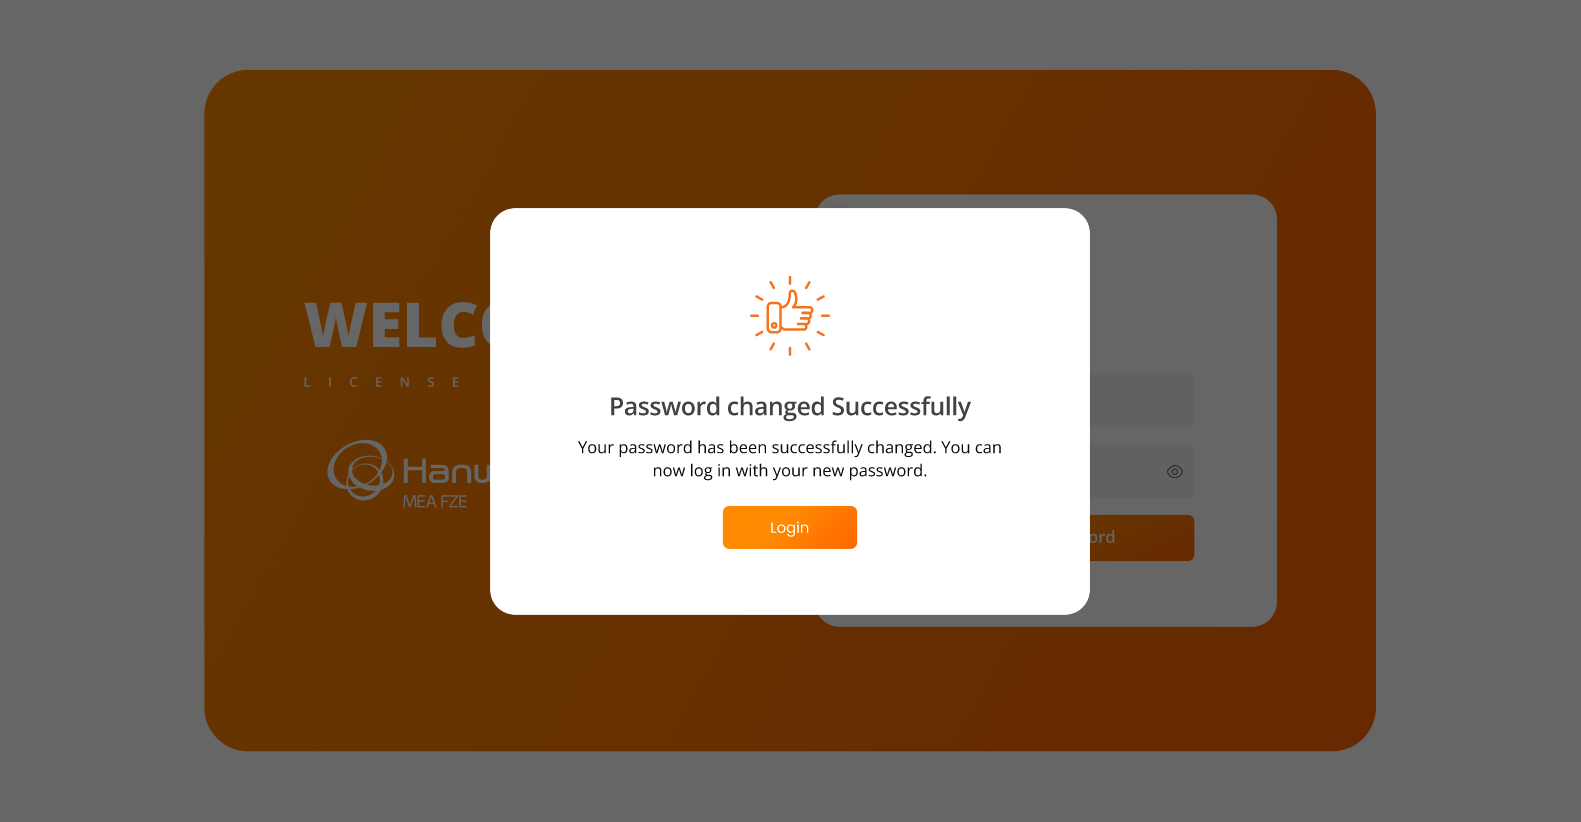 WELC
LICENSE
Hanu
MEA FZE
Password changed Successfully
Your password has been successfully changed. You can
now log in with your new password.
Login
ord